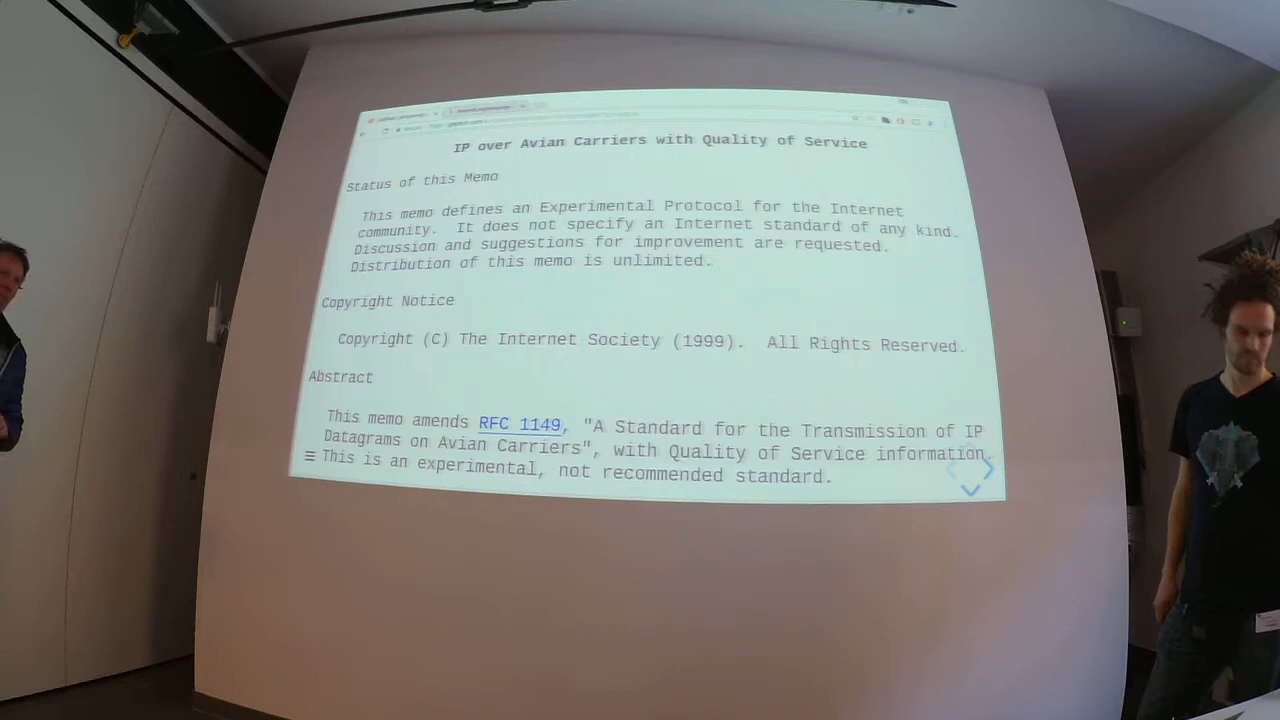 IP over Avian Carriers with Quality of Service
Status of this Memo
This memo defines an Experimental Protocol for the Internet
community.  It does not specify an Internet standard of any kind.
Discussion and suggestions for improvement are requested.
Distribution of this memo is unlimited.
Copyright Notice
Copyright (C) The Internet Society (1999).  All Rights Reserved.
Abstract
This memo amends RFC 1149, "A Standard for the Transmission of IP
Datagrams on Avian Carriers", with Quality of Service information.
This is an experimental, not recommended standard.